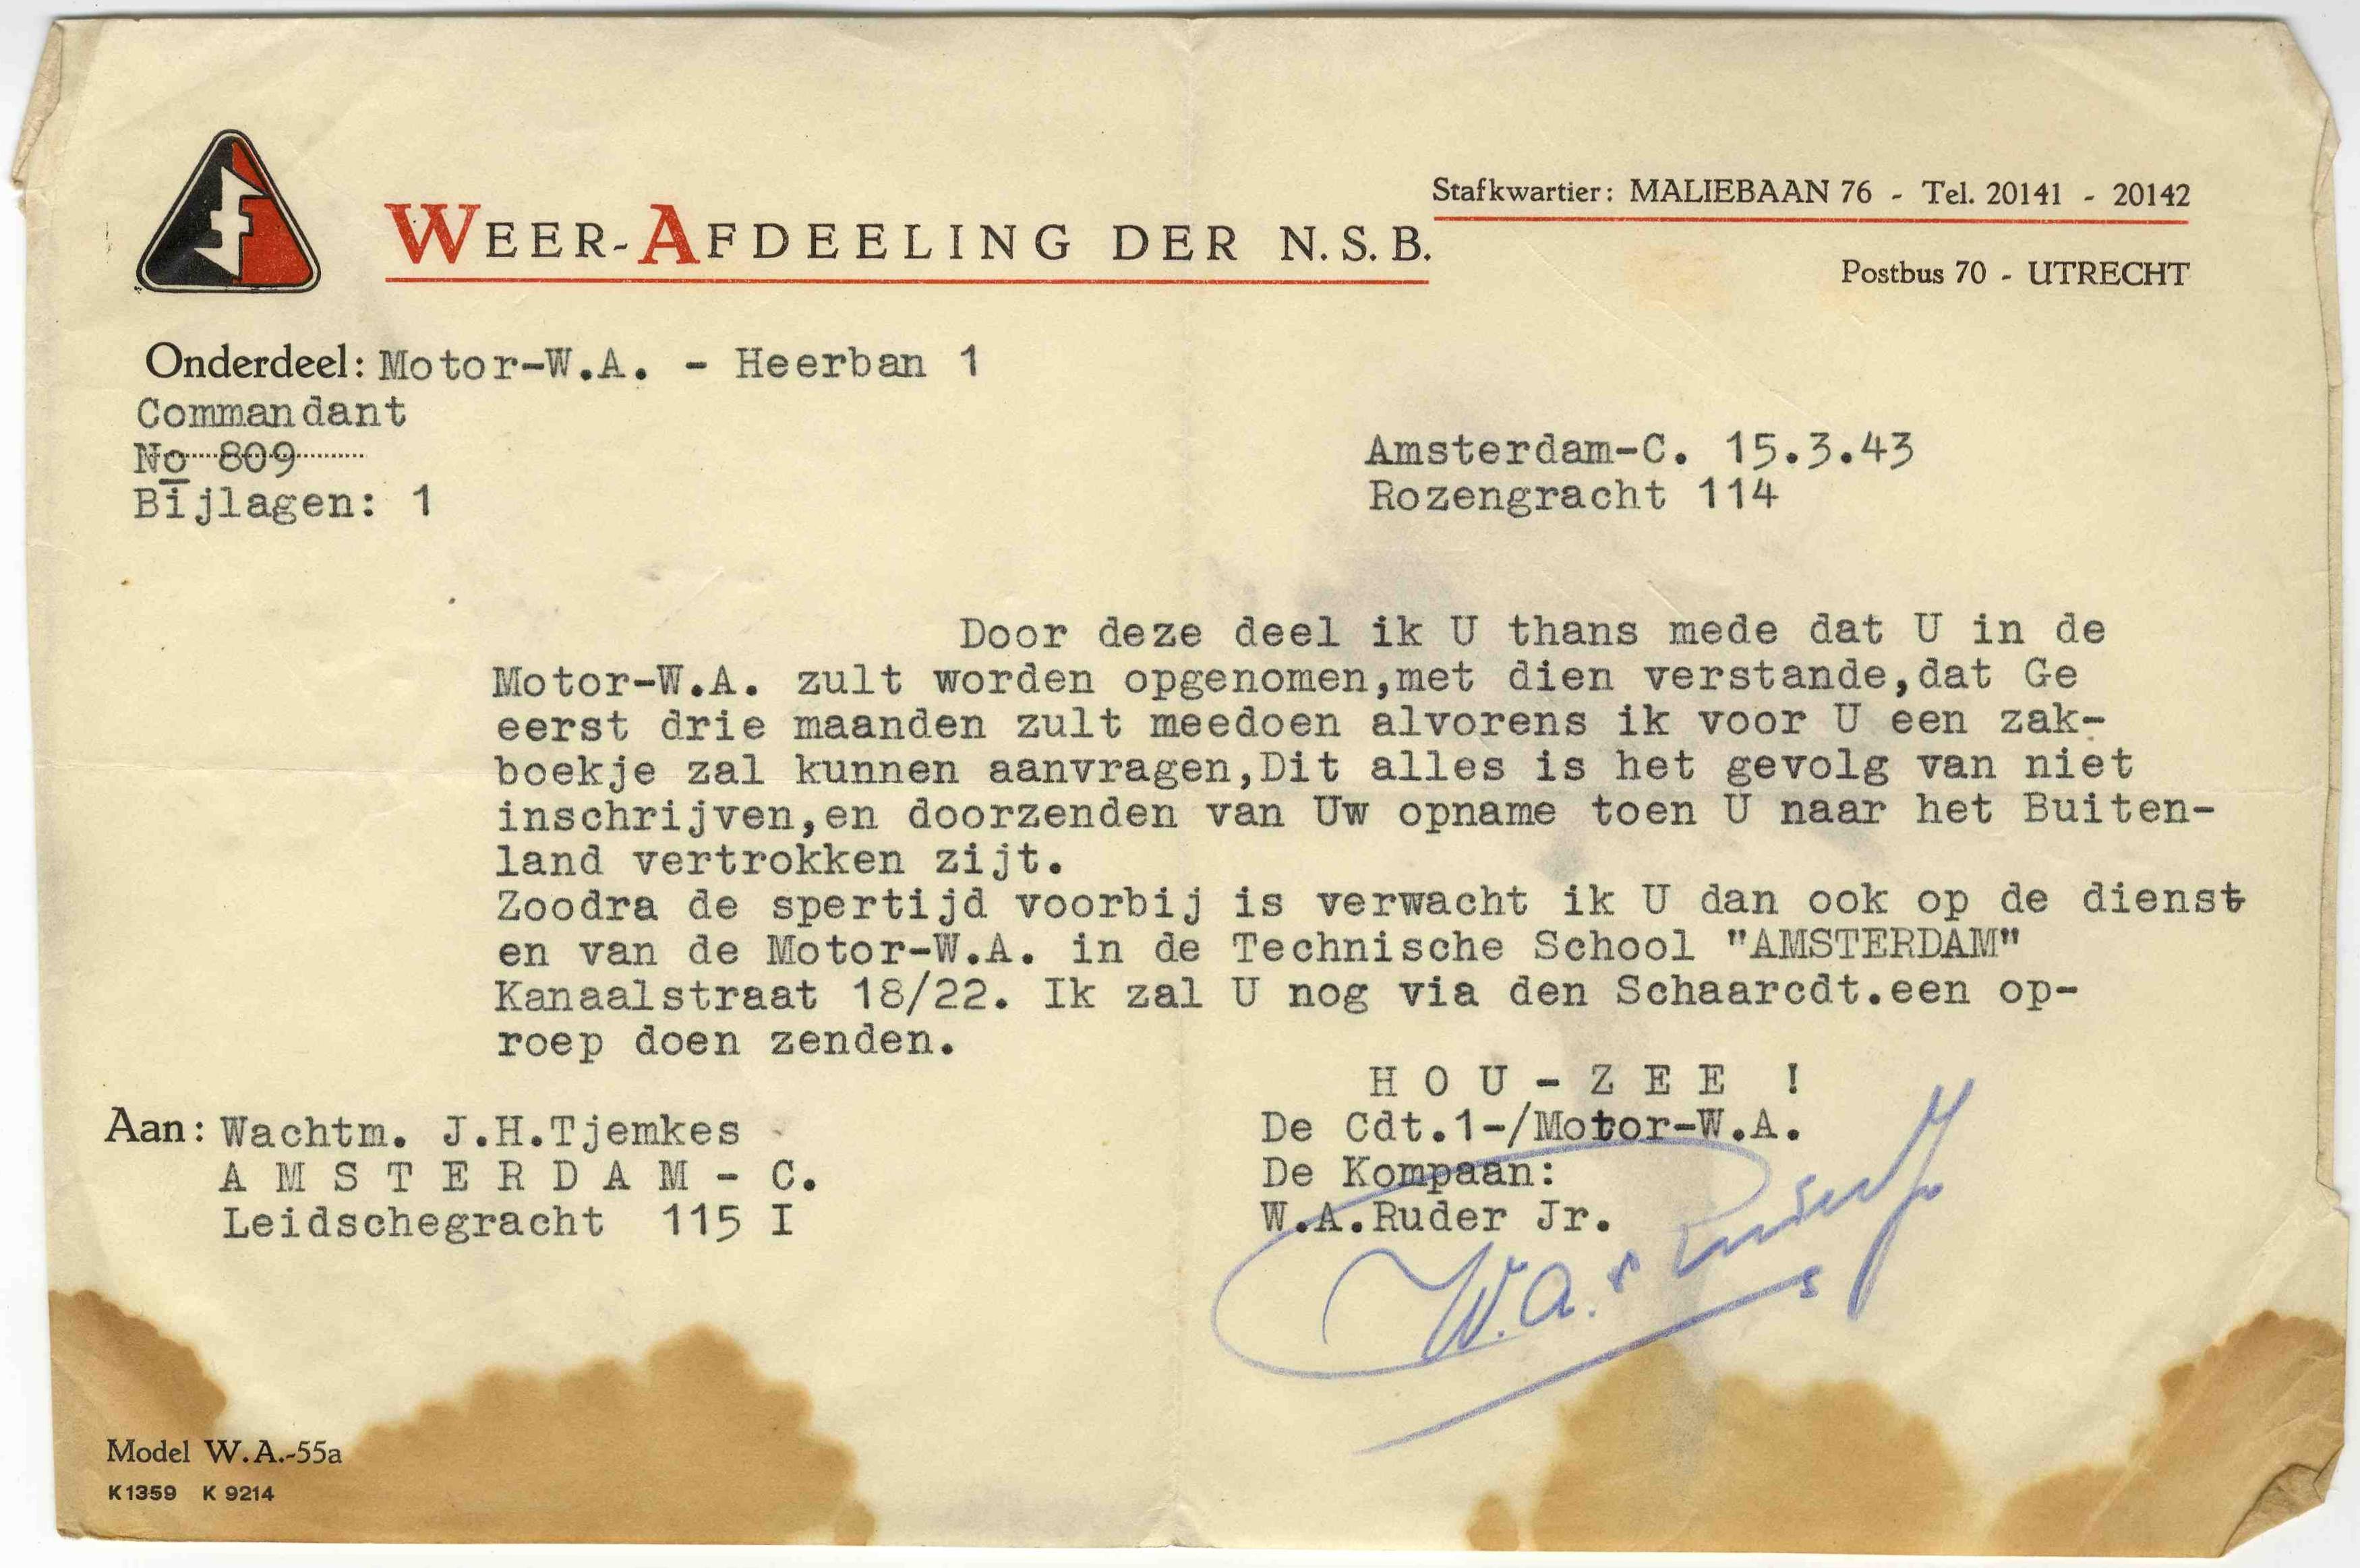 WEER-AFDEELING DER N.S.B.
Stafkwartier: MALIEBAAN 76 - Tel. 20141 - 20142
Postbus 70 - UTRECHT
Onderdeel: Motor-W.A. - Heerban 1
Commandant
No 809
Bijlagen: 1
Amsterdam-C. 15.3.43
Rozengracht 114
Door deze deel ik U thans mede dat U in de
Motor-W.A. zult worden opgenomen,met dien verstande,dat Ge
eerst drie maanden zult meedoen alvorens ik voor U een zak-
boekje zal kunnen aanvragen,Dit alles is het gevolg van niet
inschrijven,en doorzenden van Uw opname toen U naar het Buiten-
land vertrokken zijt.
Zoodra de spertijd voorbij is verwacht ik U dan ook op de dienst
en van de Motor-W.A. in de Technische School "AMSTERDAM"
Kanaalstraat 18/22. Ik zal U nog via den Schaarcdt.een op-
roep doen zenden.
H O U - Z E E !
De Cdt.1-/Motor-W.A.
De Kompaan:
W.A.Ruder Jr.
W.A. Ruder Jr
Aan: Wachtm. J.H.Tjemkes
A M S T E R D A M - C.
Leidschegracht 115 I
Model W.A.-55a
K1359 K 9214